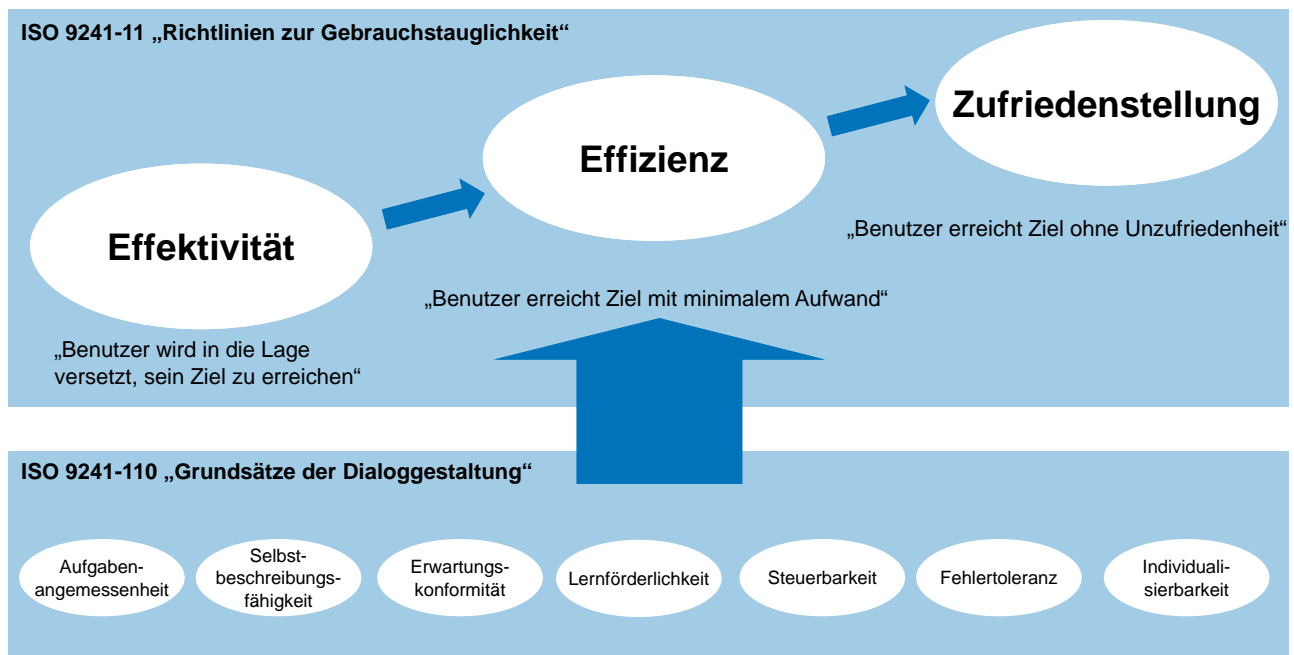 ISO 9241-11 „Richtlinien zur Gebrauchstauglichkeit“
Zufriedenstellung
Effizienz
Effektivität
„Benutzer erreicht Ziel ohne Unzufriedenheit“
„Benutzer erreicht Ziel mit minimalem Aufwand“
„Benutzer wird in die Lage
versetzt, sein Ziel zu erreichen“
ISO 9241-110 „Grundsätze der Dialoggestaltung“
Aufgaben-
angemessenheit
Selbst-
beschreibungs-
fähigkeit
Erwartungs-
konformität
Lernförderlichkeit
Steuerbarkeit
Fehlertoleranz
Individuali-
sierbarkeit